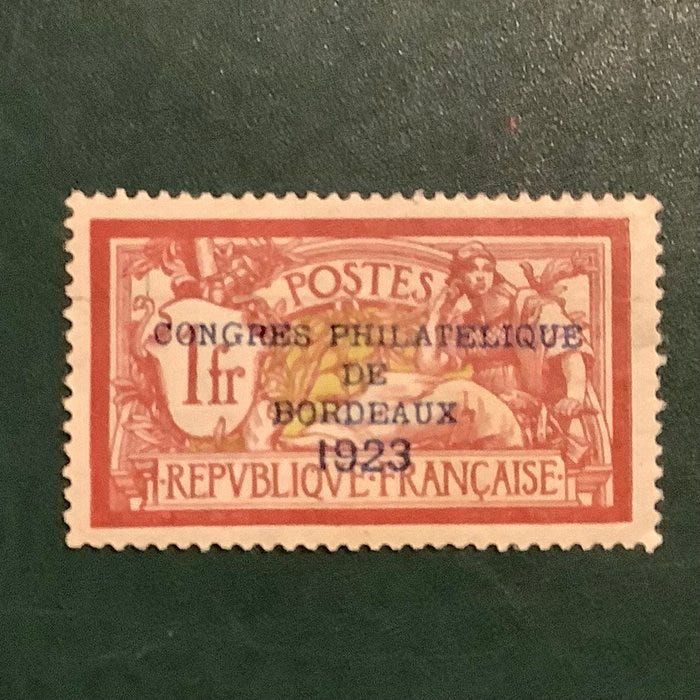 POSTES
CONGRES PHILATELIQUE
1fr
DE
BORDEAUX
1923
·REPVBLIQVE·FRANÇAISE·